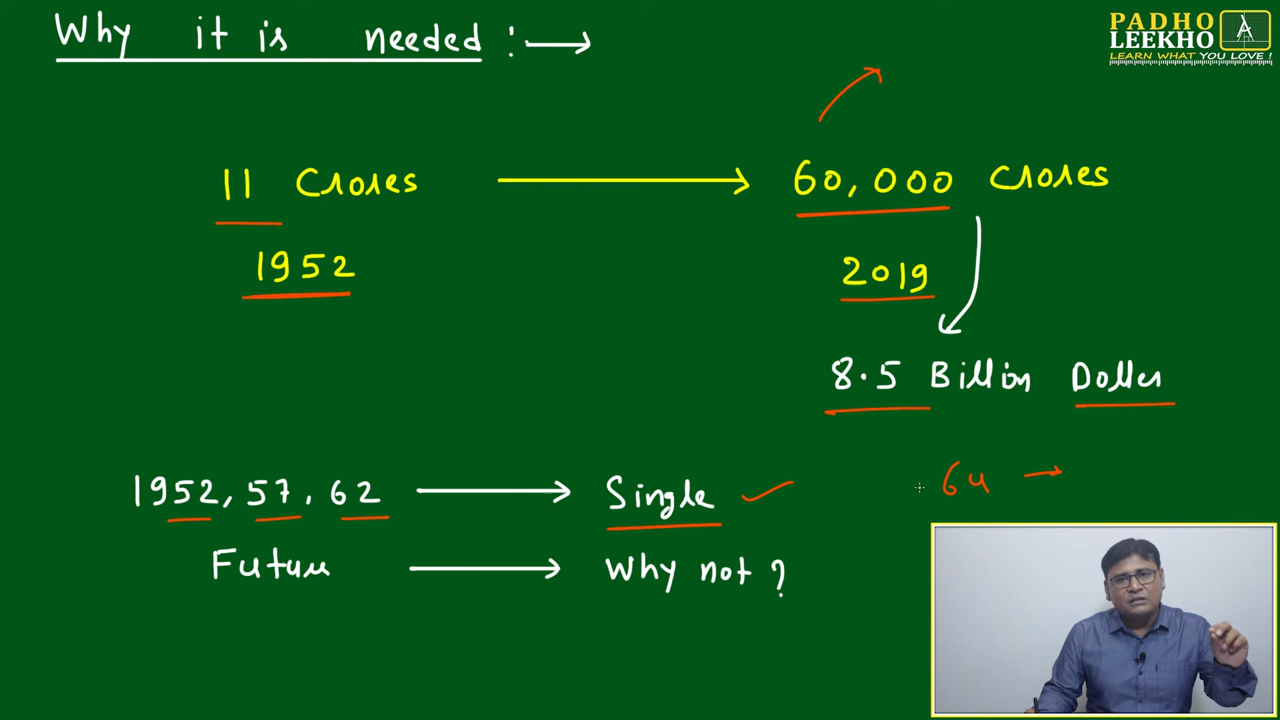 Why it is needed :→
PADHO
LEEKHO
LEARN WHAT YOU LOVE !
11 Crores → 60,000 Crores
1952
2019
8.5 Billion Doller
1952, 57, 62 → Single ✓
64 →
Future → Why not ?